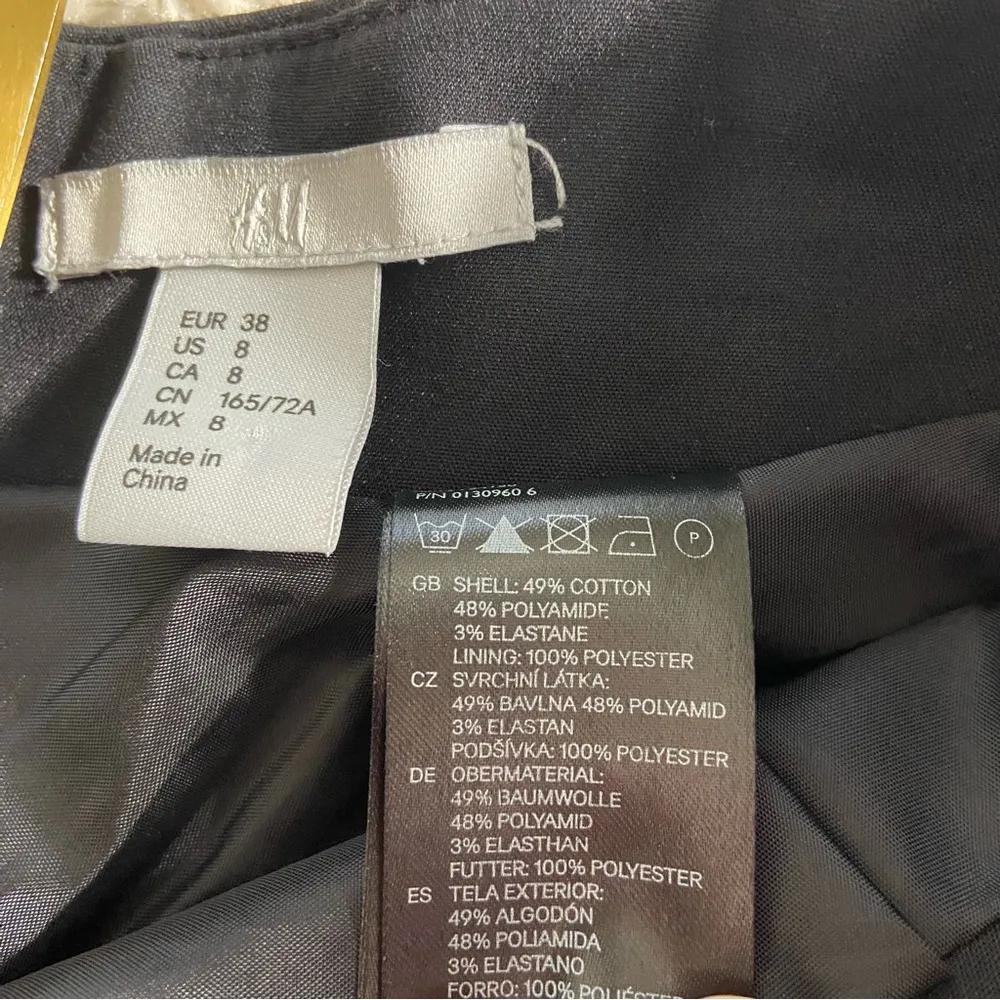 H&M
EUR 38
US 8
CA 8
CN 165/72A
MX 8
Made in
China
P/N 0130960 6
30
P
GB SHELL: 49% COTTON
48% POLYAMIDE
3% ELASTANE
LINING: 100% POLYESTER
CZ SVRCHNÍ LÁTKA:
49% BAVLNA 48% POLYAMID
3% ELASTAN
PODŠÍVKA: 100% POLYESTER
DE OBERMATERIAL:
49% BAUMWOLLE
48% POLYAMID
3% ELASTHAN
FUTTER: 100% POLYESTER
ES TELA EXTERIOR:
49% ALGODÓN
48% POLIAMIDA
3% ELASTANO
FORRO: 100% POLIÉSTER